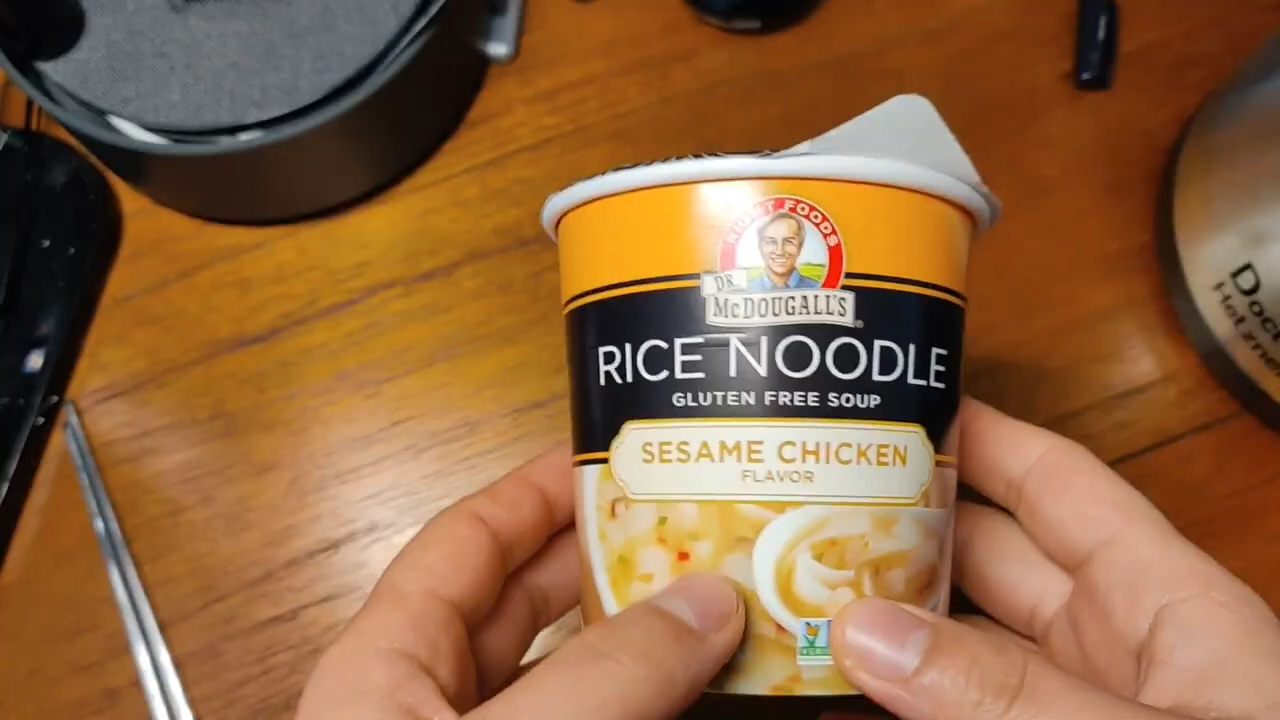 RIGHT FOODS
DR.
McDOUGALL'S
RICE NOODLE
GLUTEN FREE SOUP
SESAME CHICKEN
FLAVOR